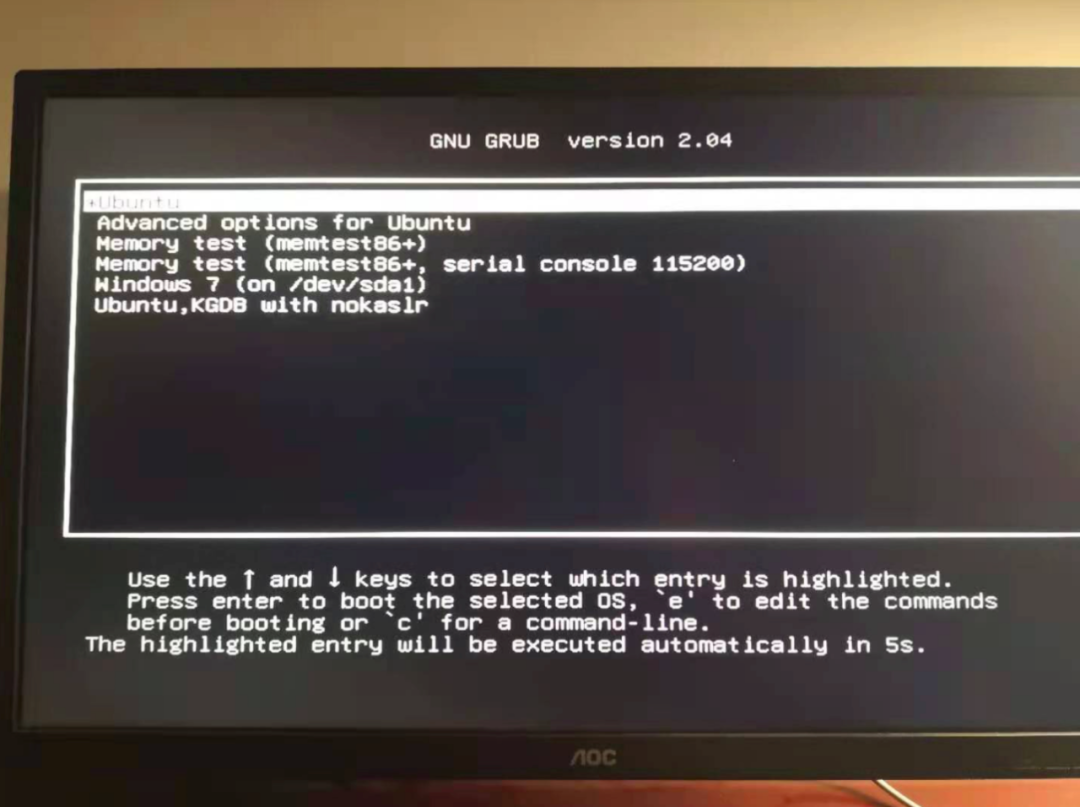 GNU GRUB version 2.04
*Ubuntu
Advanced options for Ubuntu
Memory test (memtest86+)
Memory test (memtest86+, serial console 115200)
Windows 7 (on /dev/sda1)
Ubuntu,KGDB with nokaslr
Use the ↑ and ↓ keys to select which entry is highlighted.
Press enter to boot the selected OS, `e' to edit the commands
before booting or `c' for a command-line.
The highlighted entry will be executed automatically in 5s.
AOC